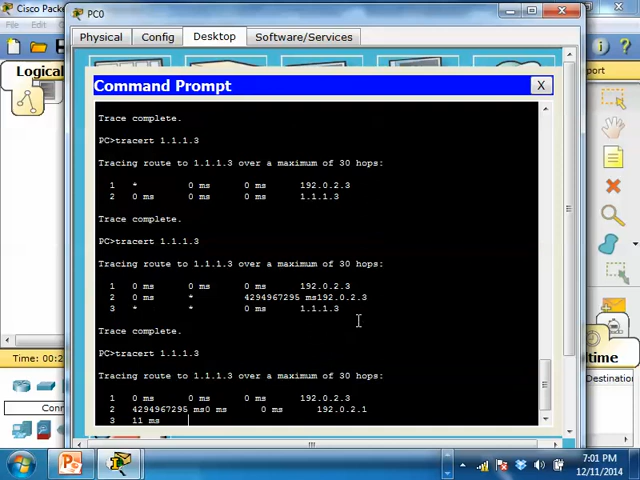 Cisco Pack
PC0
File
Edit
Physical
Config
Desktop
Software/Services
Logical
port
Command Prompt
X
Trace complete.
PC>tracert 1.1.1.3
Tracing route to 1.1.1.3 over a maximum of 30 hops:
1 * 0 ms 0 ms 192.0.2.3
2 0 ms 0 ms 0 ms 1.1.1.3
Trace complete.
PC>tracert 1.1.1.3
Tracing route to 1.1.1.3 over a maximum of 30 hops:
1 0 ms 0 ms 0 ms 192.0.2.3
2 0 ms * 4294967295 ms192.0.2.3
3 * * 0 ms 1.1.1.3
Trace complete.
PC>tracert 1.1.1.3
Tracing route to 1.1.1.3 over a maximum of 30 hops:
1 0 ms 0 ms 0 ms 192.0.2.3
2 4294967295 ms0 ms 0 ms 192.0.2.1
3 11 ms
Time: 00:2
ltime
Conn
Destination
7:01 PM
12/11/2014